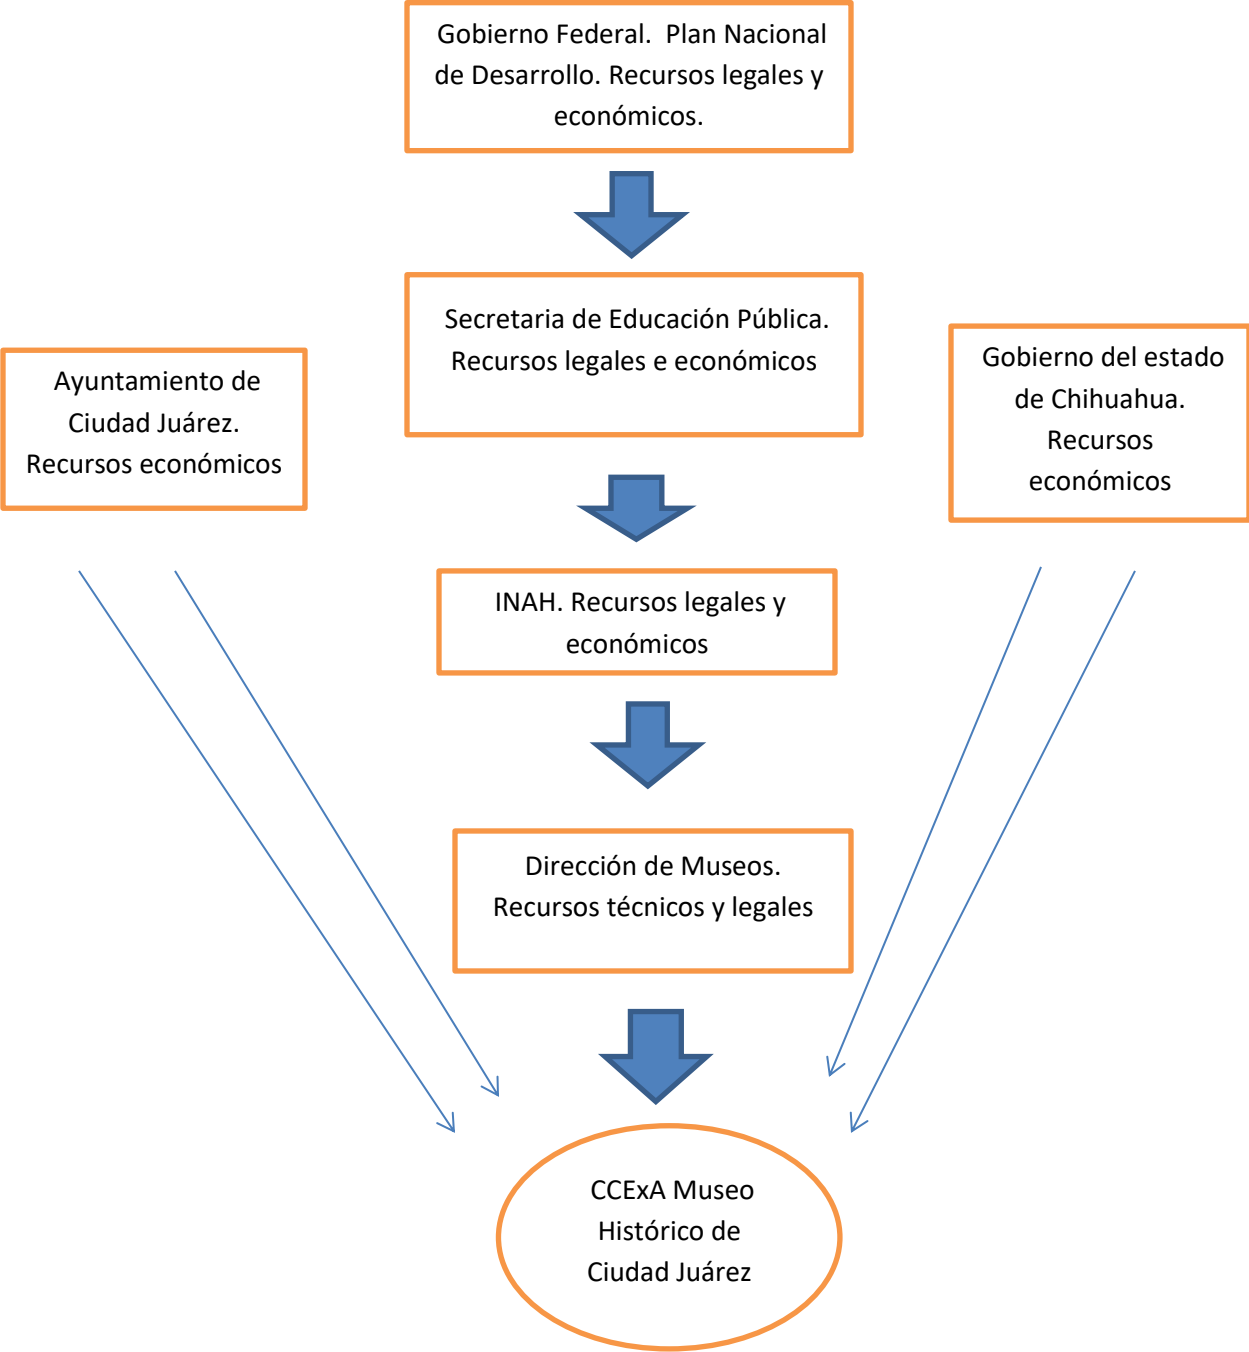 Gobierno Federal.  Plan Nacional
de Desarrollo. Recursos legales y
económicos.
Secretaria de Educación Pública.
Recursos legales e económicos
Ayuntamiento de
Ciudad Juárez.
Recursos económicos
Gobierno del estado
de Chihuahua.
Recursos
económicos
INAH. Recursos legales y
económicos
Dirección de Museos.
Recursos técnicos y legales
CCExA Museo
Histórico de
Ciudad Juárez